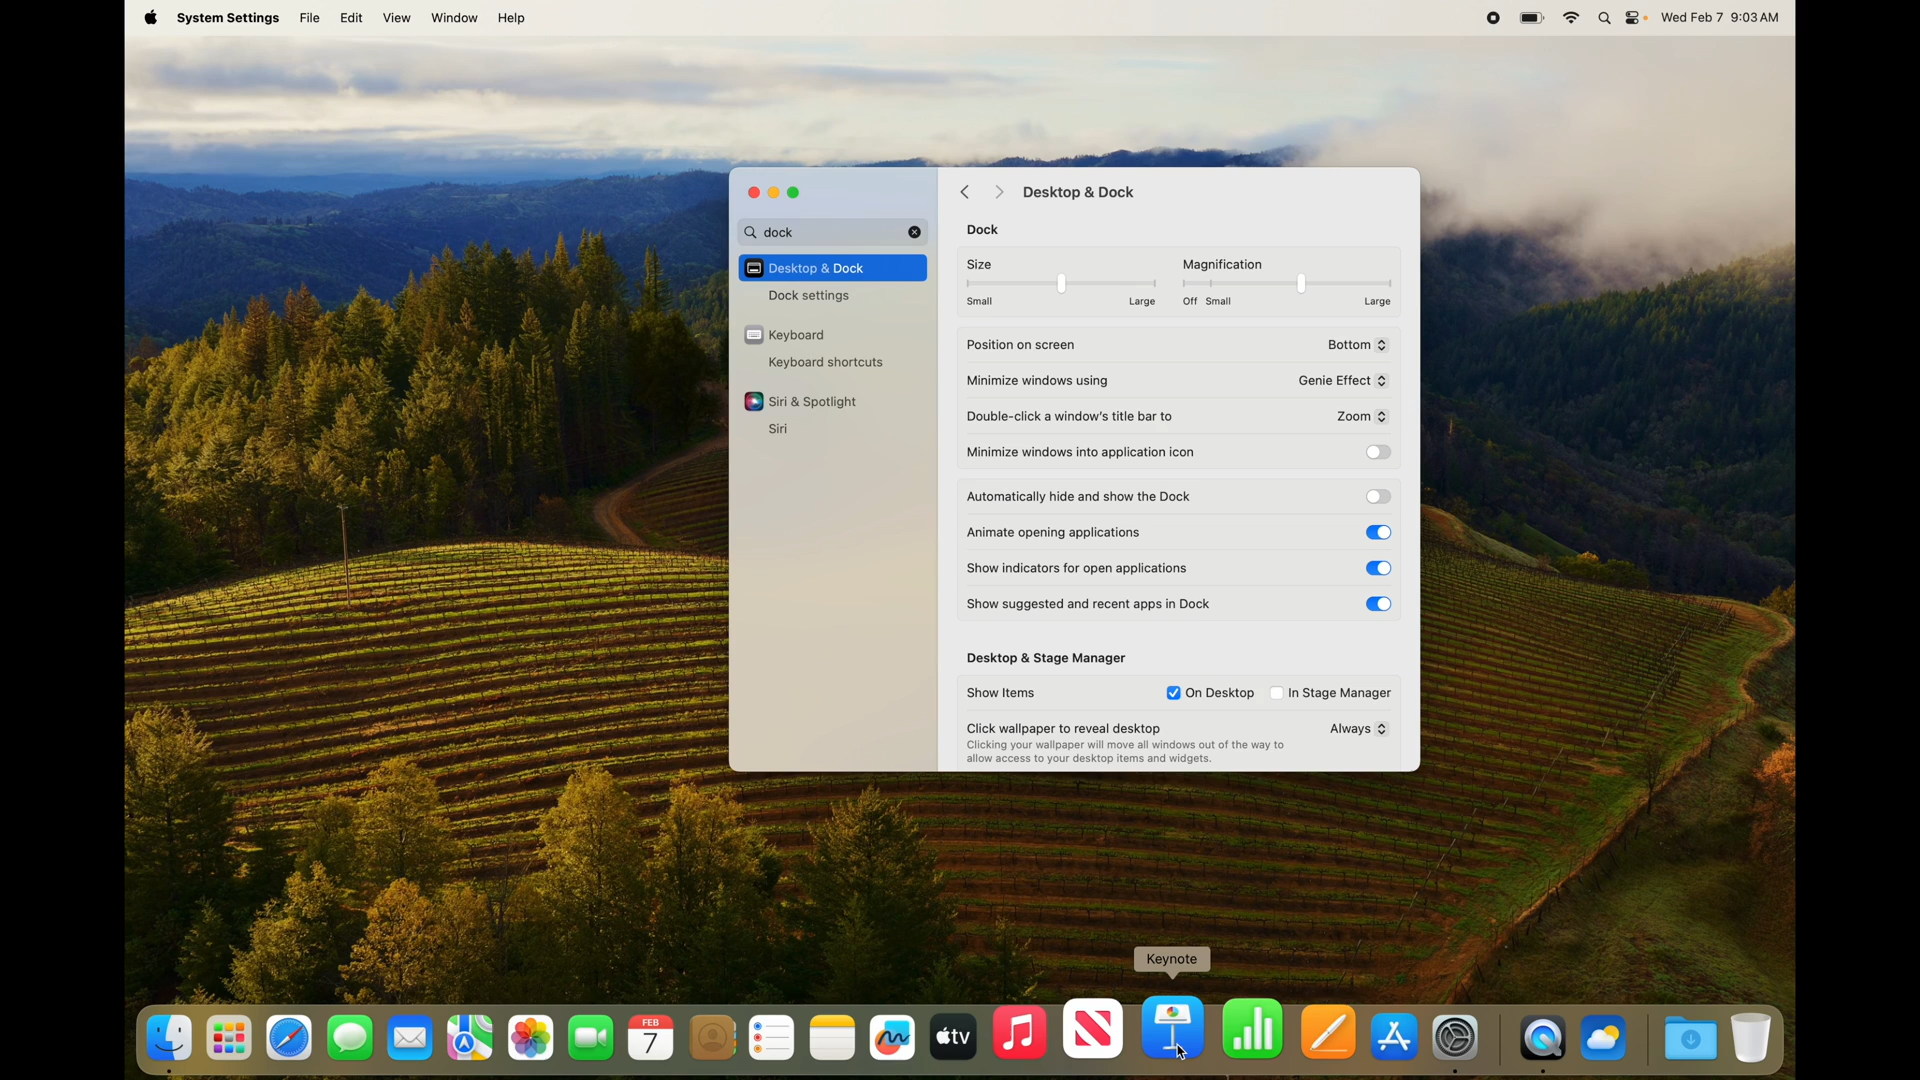 System Settings File Edit View Window Help Wed Feb 7 9:03 AM
dock
Desktop & Dock
Dock settings
Keyboard
Keyboard shortcuts
Siri & Spotlight
Siri
Desktop & Dock
Dock
Size Magnification
Small Large Off Small Large
Position on screen Bottom
Minimize windows using Genie Effect
Double-click a window's title bar to Zoom
Minimize windows into application icon
Automatically hide and show the Dock
Animate opening applications
Show indicators for open applications
Show suggested and recent apps in Dock
Desktop & Stage Manager
Show Items On Desktop In Stage Manager
Click wallpaper to reveal desktop Always
Clicking your wallpaper will move all windows out of the way to
allow access to your desktop items and widgets.
Keynote
FEB
7
tv